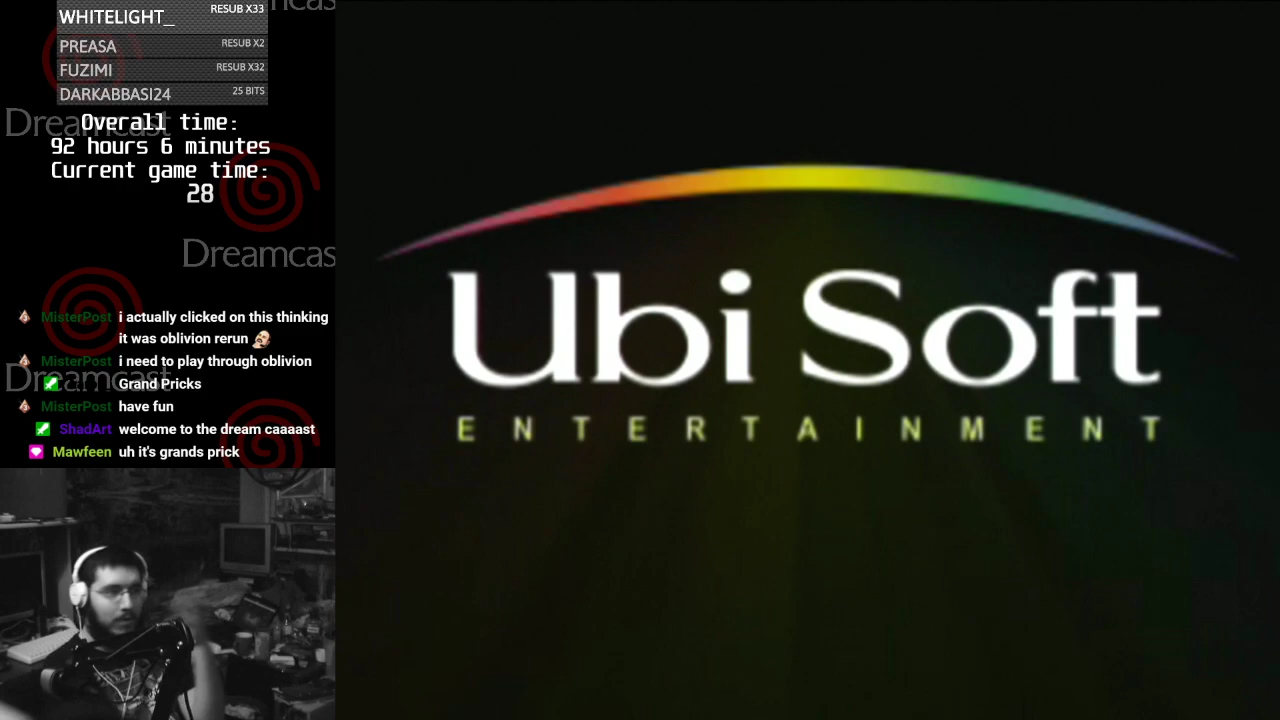 Dreamcast
WHITELIGHT_ RESUB X33
PREASA RESUB X2
FUZIMI RESUB X32
DARKABBASI24 25 BITS
Dreamcast
Overall time:
92 hours 6 minutes
Current game time:
28
Dreamcast
MisterPost i actually clicked on this thinking
it was oblivion rerun
MisterPost i need to play through oblivion
Dreamcast
Grand Pricks
MisterPost have fun
ShadArt welcome to the dream caaaast
Mawfeen uh it's grands prick
Ubi Soft
ENTERTAINMENT